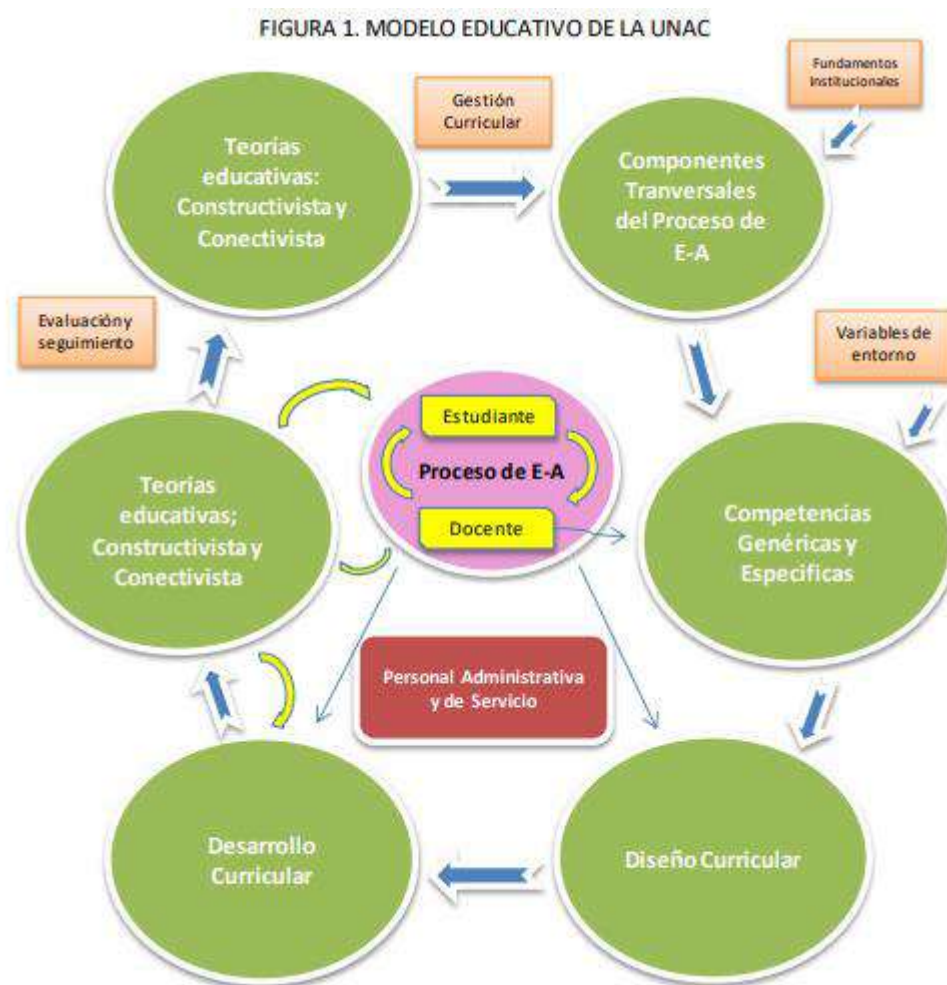 FIGURA 1. MODELO EDUCATIVO DE LA UNAC
Fundamentos
Institucionales
Gestión
Curricular
Teorías
educativas:
Constructivista y
Conectivista
Componentes
Tranversales
del Proceso de
E-A
Evaluación y
seguimiento
Variables de
entorno
Estudiante
Proceso de E-A
Docente
Teorías
educativas;
Constructivista y
Conectivista
Competencias
Genéricas y
Especificas
Personal Administrativa
y de Servicio
Desarrollo
Curricular
Diseño Curricular